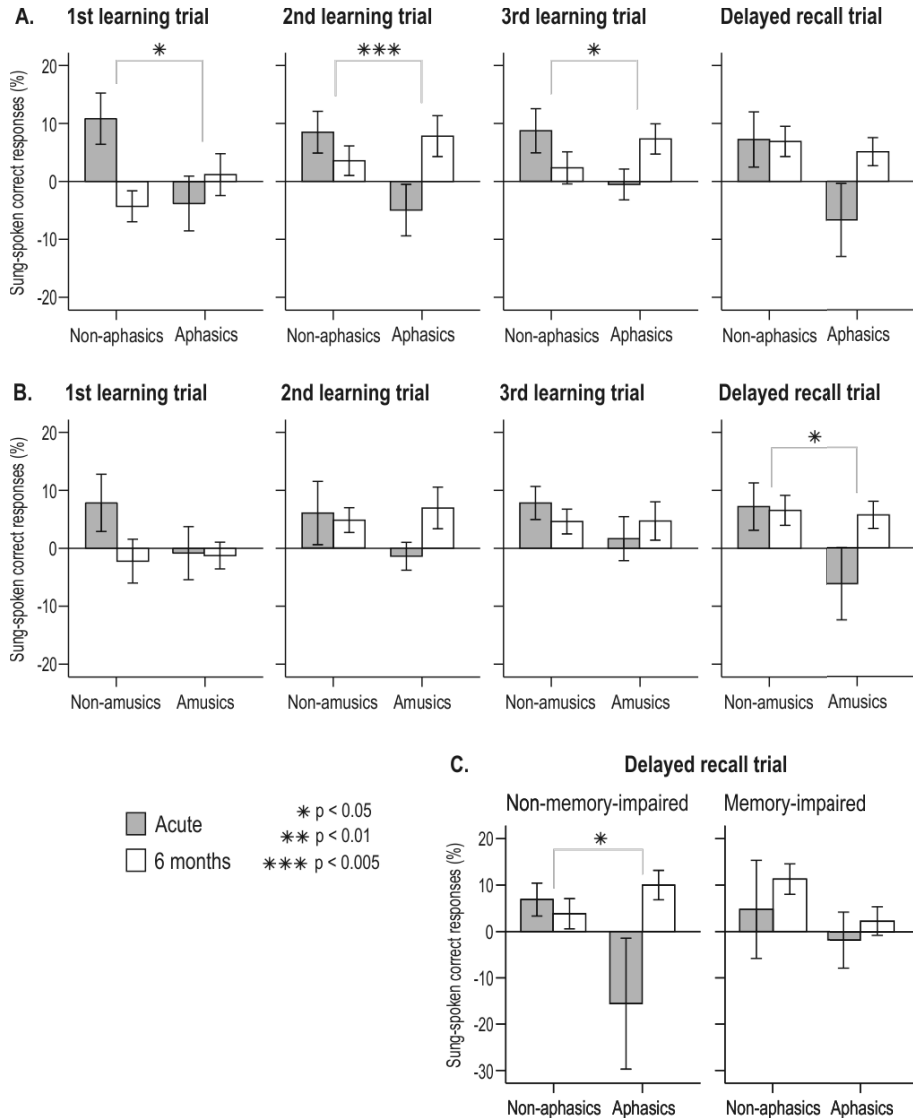 A.
1st learning trial
2nd learning trial
3rd learning trial
Delayed recall trial
Sung-spoken correct responses (%)
20
10
0
-10
-20
*
***
*
Non-aphasics Aphasics
Non-aphasics Aphasics
Non-aphasics Aphasics
Non-aphasics Aphasics
B.
1st learning trial
2nd learning trial
3rd learning trial
Delayed recall trial
Sung-spoken correct responses (%)
20
10
0
-10
-20
*
Non-amusics Amusics
Non-amusics Amusics
Non-amusics Amusics
Non-amusics Amusics
Acute
6 months
* p < 0.05
** p < 0.01
*** p < 0.005
C.
Delayed recall trial
Non-memory-impaired
Memory-impaired
Sung-spoken correct responses (%)
20
10
0
-10
-20
-30
*
Non-aphasics Aphasics
Non-aphasics Aphasics